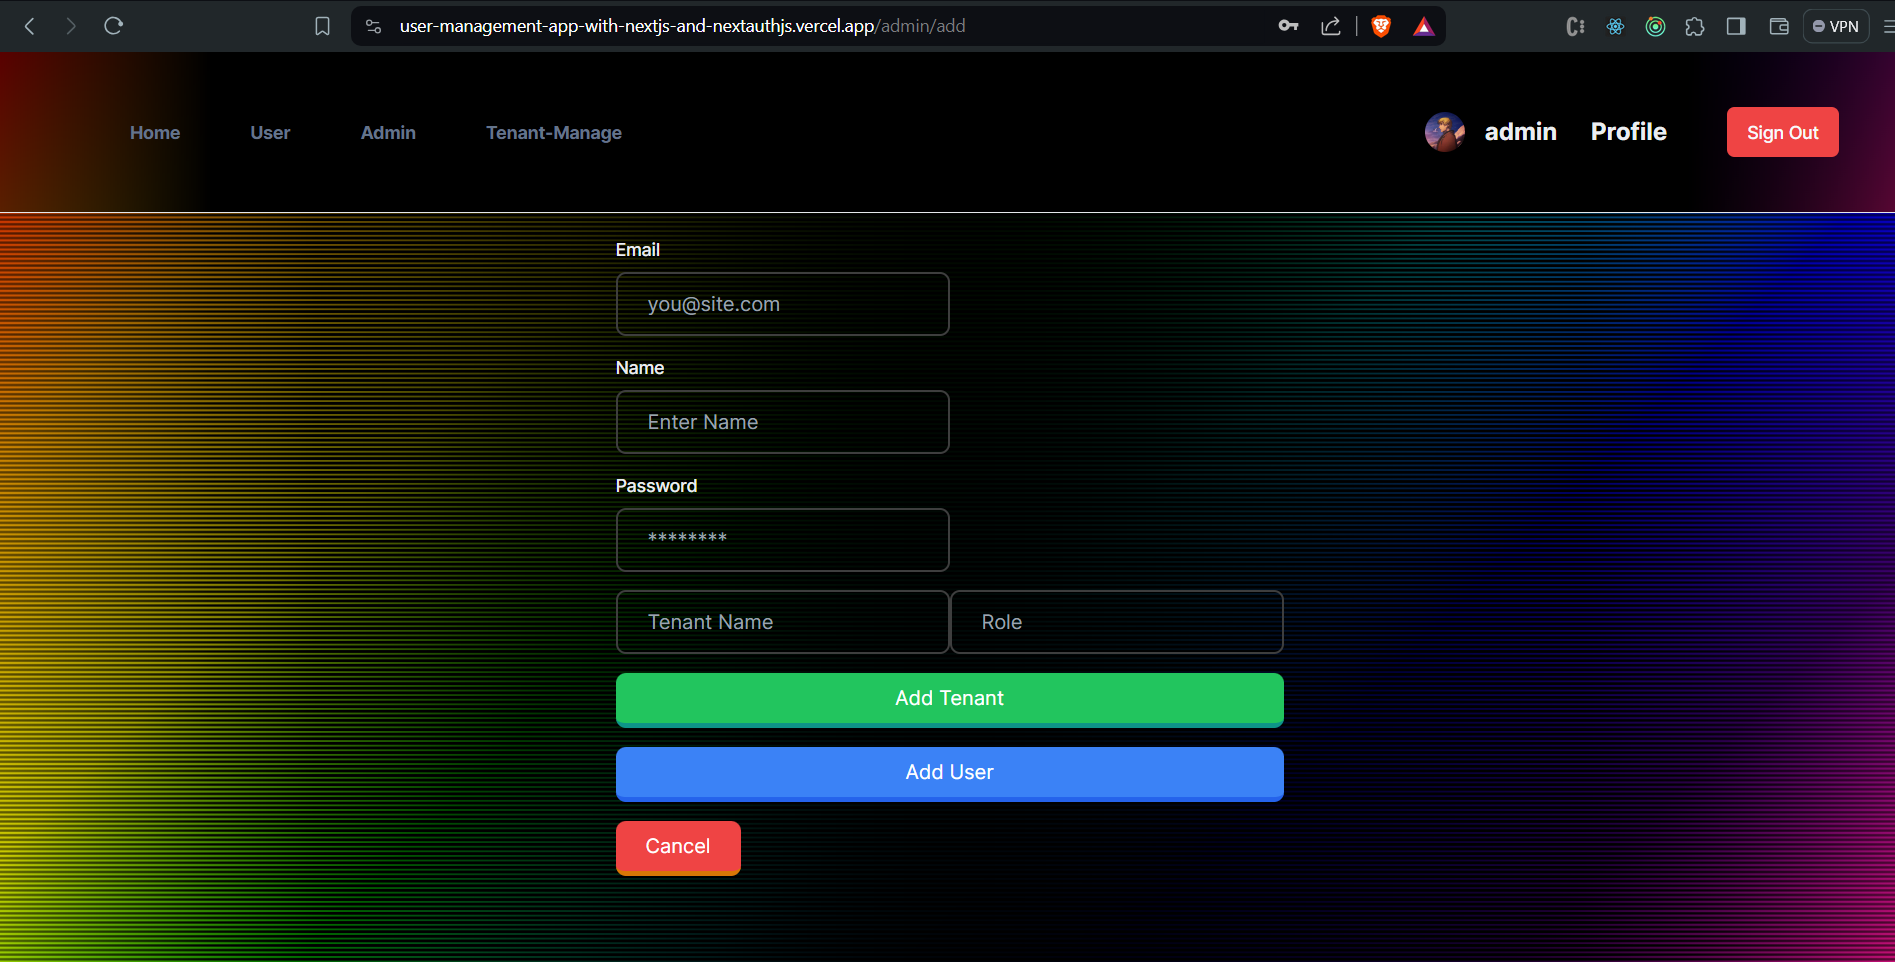 user-management-app-with-nextjs-and-nextauthjs.vercel.app/admin/add
VPN
Home User Admin Tenant-Manage admin Profile Sign Out
Email
you@site.com
Name
Enter Name
Password
********
Tenant Name Role
Add Tenant
Add User
Cancel